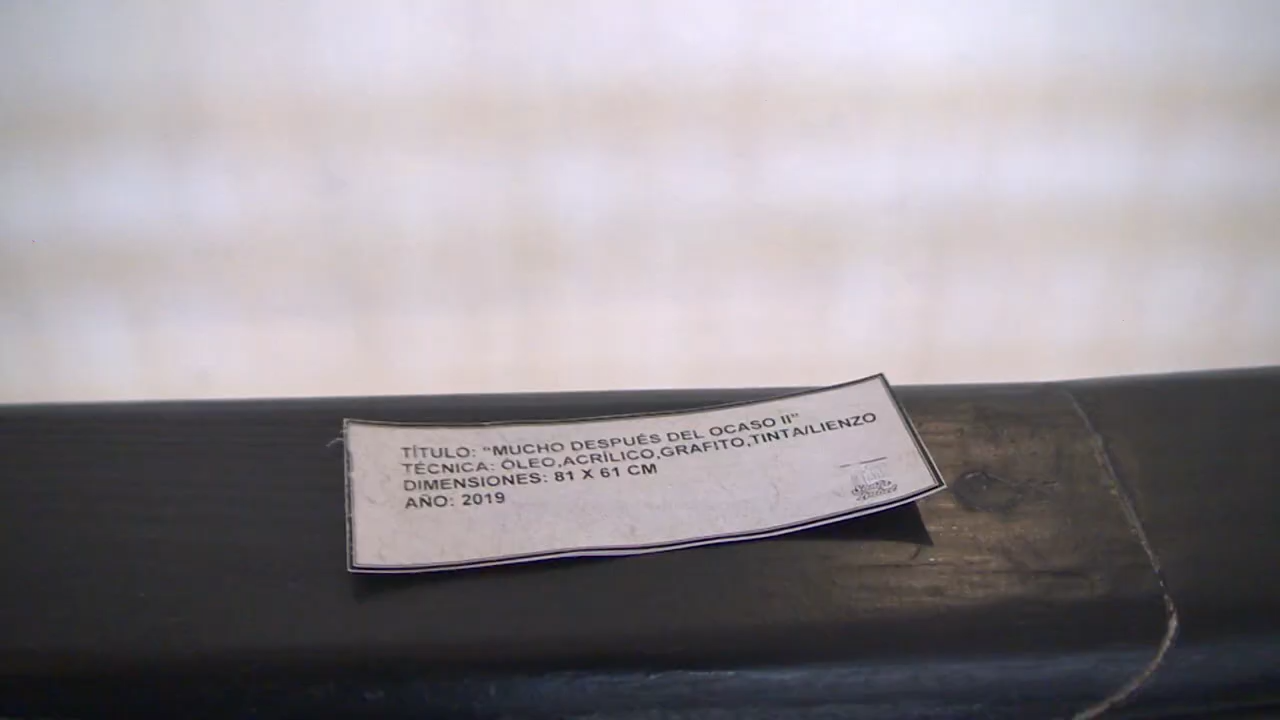 TÍTULO: "MUCHO DESPUÉS DEL OCASO II"
TÉCNICA: ÓLEO,ACRÍLICO,GRAFITO,TINTA/LIENZO
DIMENSIONES: 81 X 61 CM
AÑO: 2019